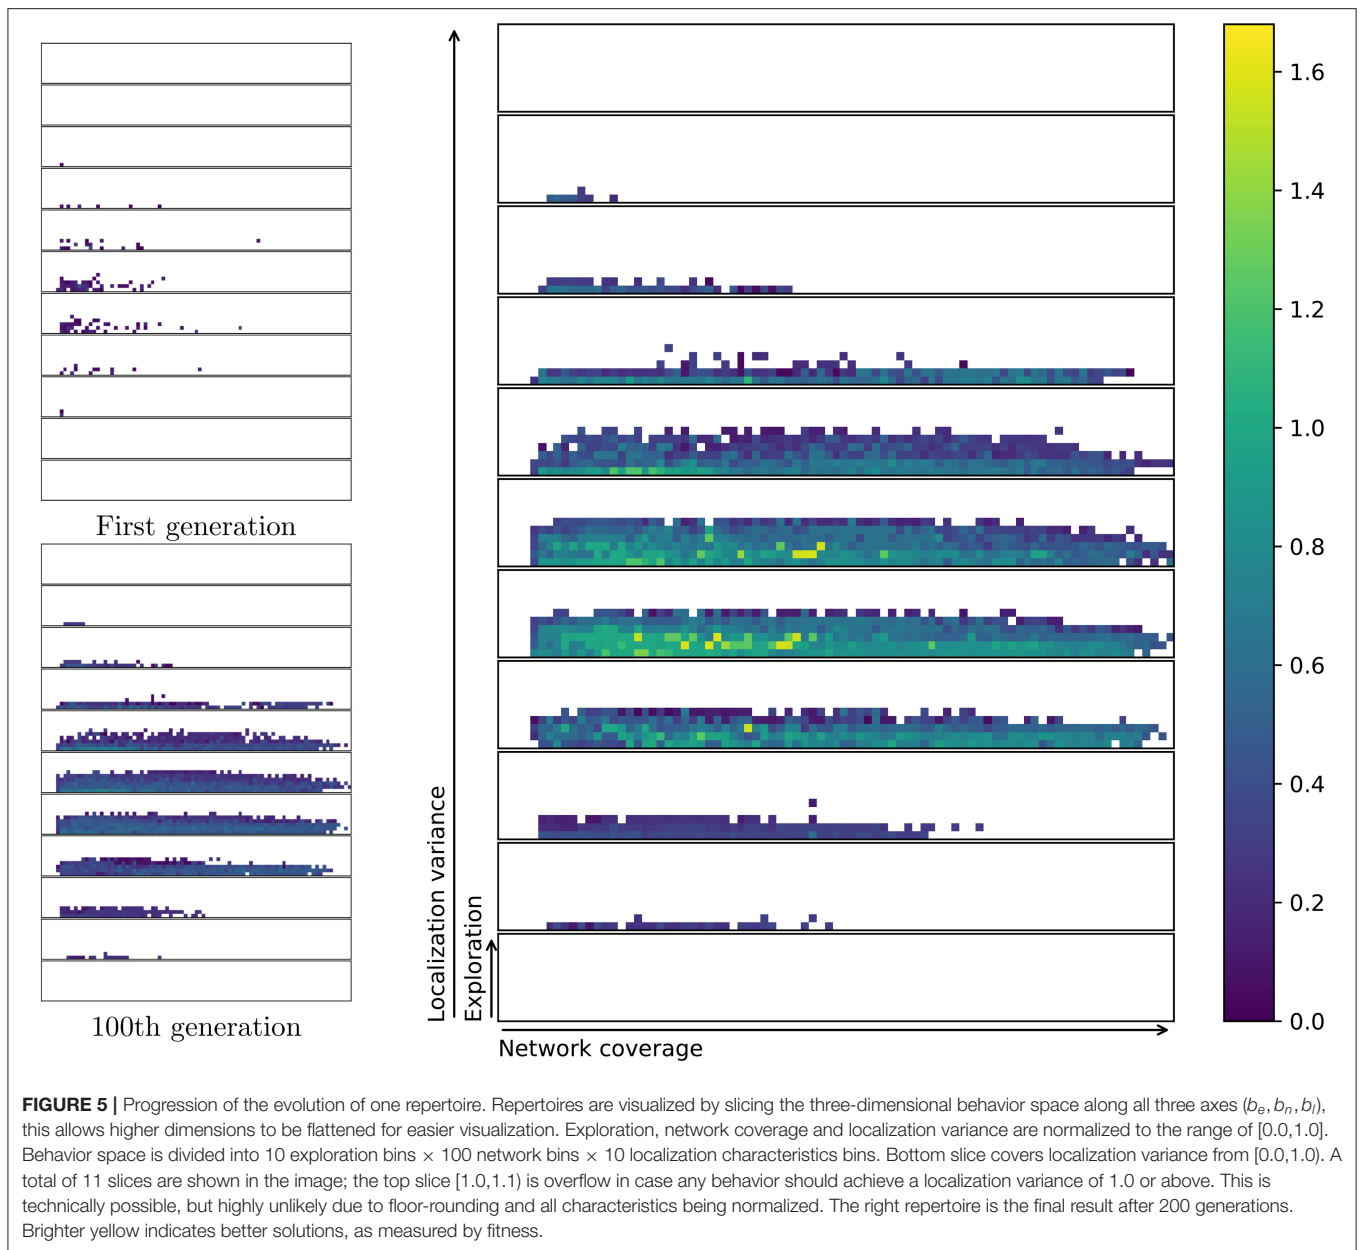 First generation
100th generation
Localization variance
Exploration
Network coverage
1.6
1.4
1.2
1.0
0.8
0.6
0.4
0.2
0.0
FIGURE 5 | Progression of the evolution of one repertoire. Repertoires are visualized by slicing the three-dimensional behavior space along all three axes (bₑ, bₙ, bₗ),
this allows higher dimensions to be flattened for easier visualization. Exploration, network coverage and localization variance are normalized to the range of [0.0,1.0].
Behavior space is divided into 10 exploration bins × 100 network bins × 10 localization characteristics bins. Bottom slice covers localization variance from [0.0,1.0). A
total of 11 slices are shown in the image; the top slice [1.0,1.1) is overflow in case any behavior should achieve a localization variance of 1.0 or above. This is
technically possible, but highly unlikely due to floor-rounding and all characteristics being normalized. The right repertoire is the final result after 200 generations.
Brighter yellow indicates better solutions, as measured by fitness.